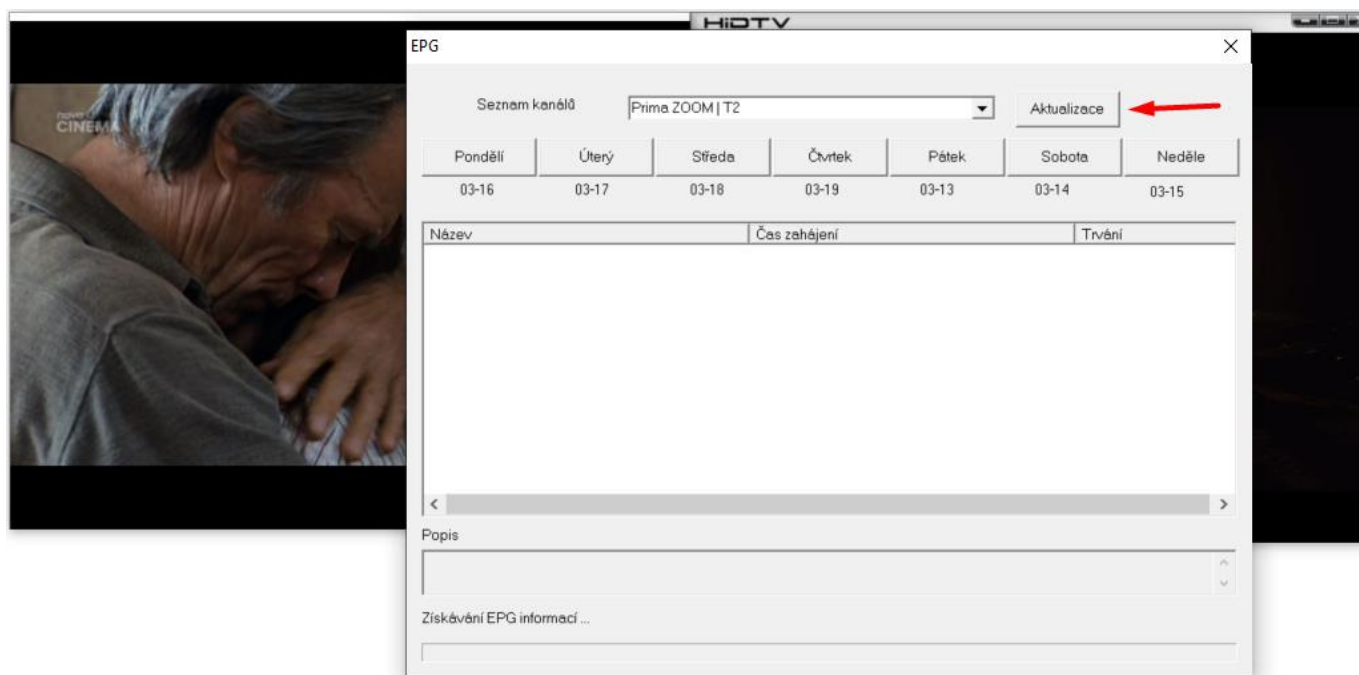 HiDTV
EPG
nova
CINEMA
Seznam kanálů
Prima ZOOM | T2
Aktualizace
Pondělí Úterý Středa Čtvrtek Pátek Sobota Neděle
03-16 03-17 03-18 03-19 03-13 03-14 03-15
Název Čas zahájení Trvání
Popis
Získávání EPG informací ...